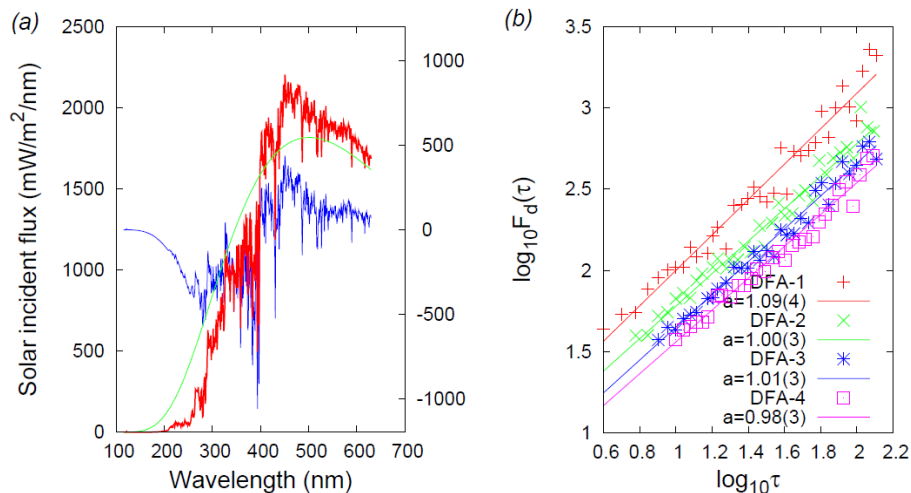 (a)
2500
2000
1500
1000
500
0
1000
500
0
-500
-1000
100 200 300 400 500 600 700
Wavelength (nm)
Solar incident flux (mW/m²/nm)
(b)
3.5
3
2.5
2
1.5
1
0.6 0.8 1 1.2 1.4 1.6 1.8 2 2.2
log₁₀τ
log₁₀F_d(τ)
DFA-1
a=1.09(4)
DFA-2
a=1.00(3)
DFA-3
a=1.01(3)
DFA-4
a=0.98(3)